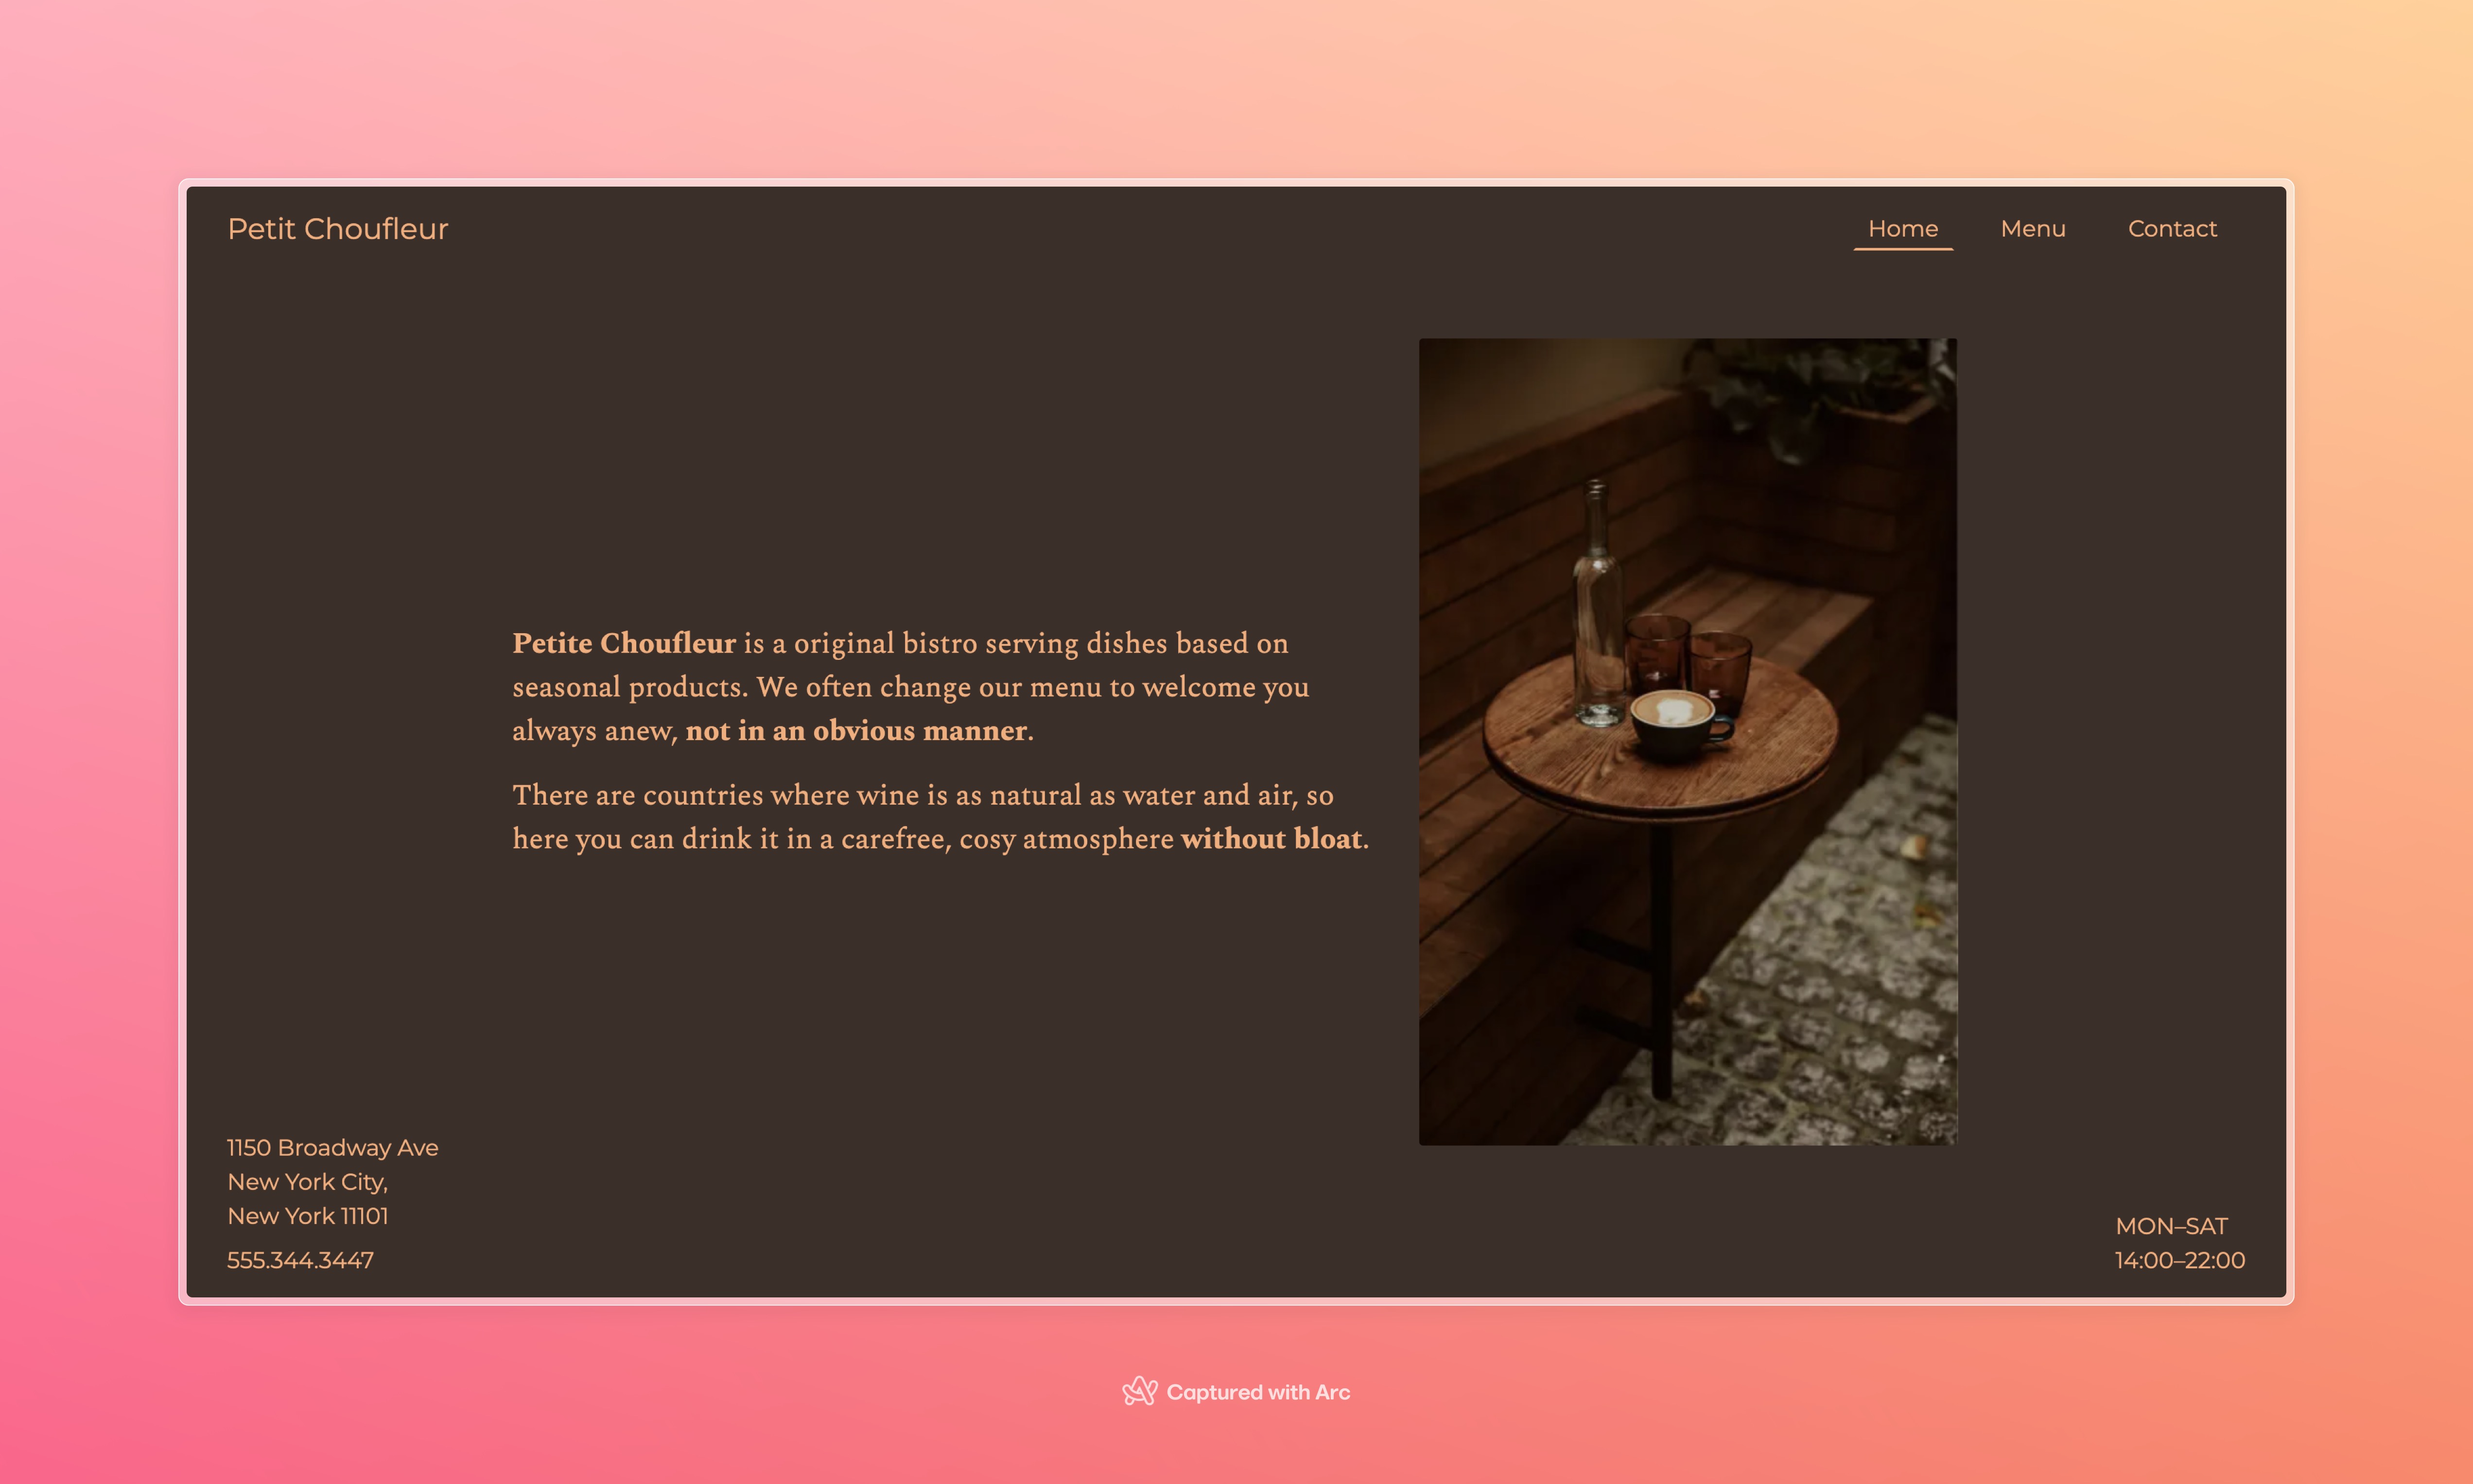 Petit Choufleur
Home Menu Contact
Petite Choufleur is a original bistro serving dishes based on
seasonal products. We often change our menu to welcome you
always anew, not in an obvious manner.
There are countries where wine is as natural as water and air, so
here you can drink it in a carefree, cosy atmosphere without bloat.
1150 Broadway Ave
New York City,
New York 11101
555.344.3447
MON–SAT
14:00–22:00
Captured with Arc